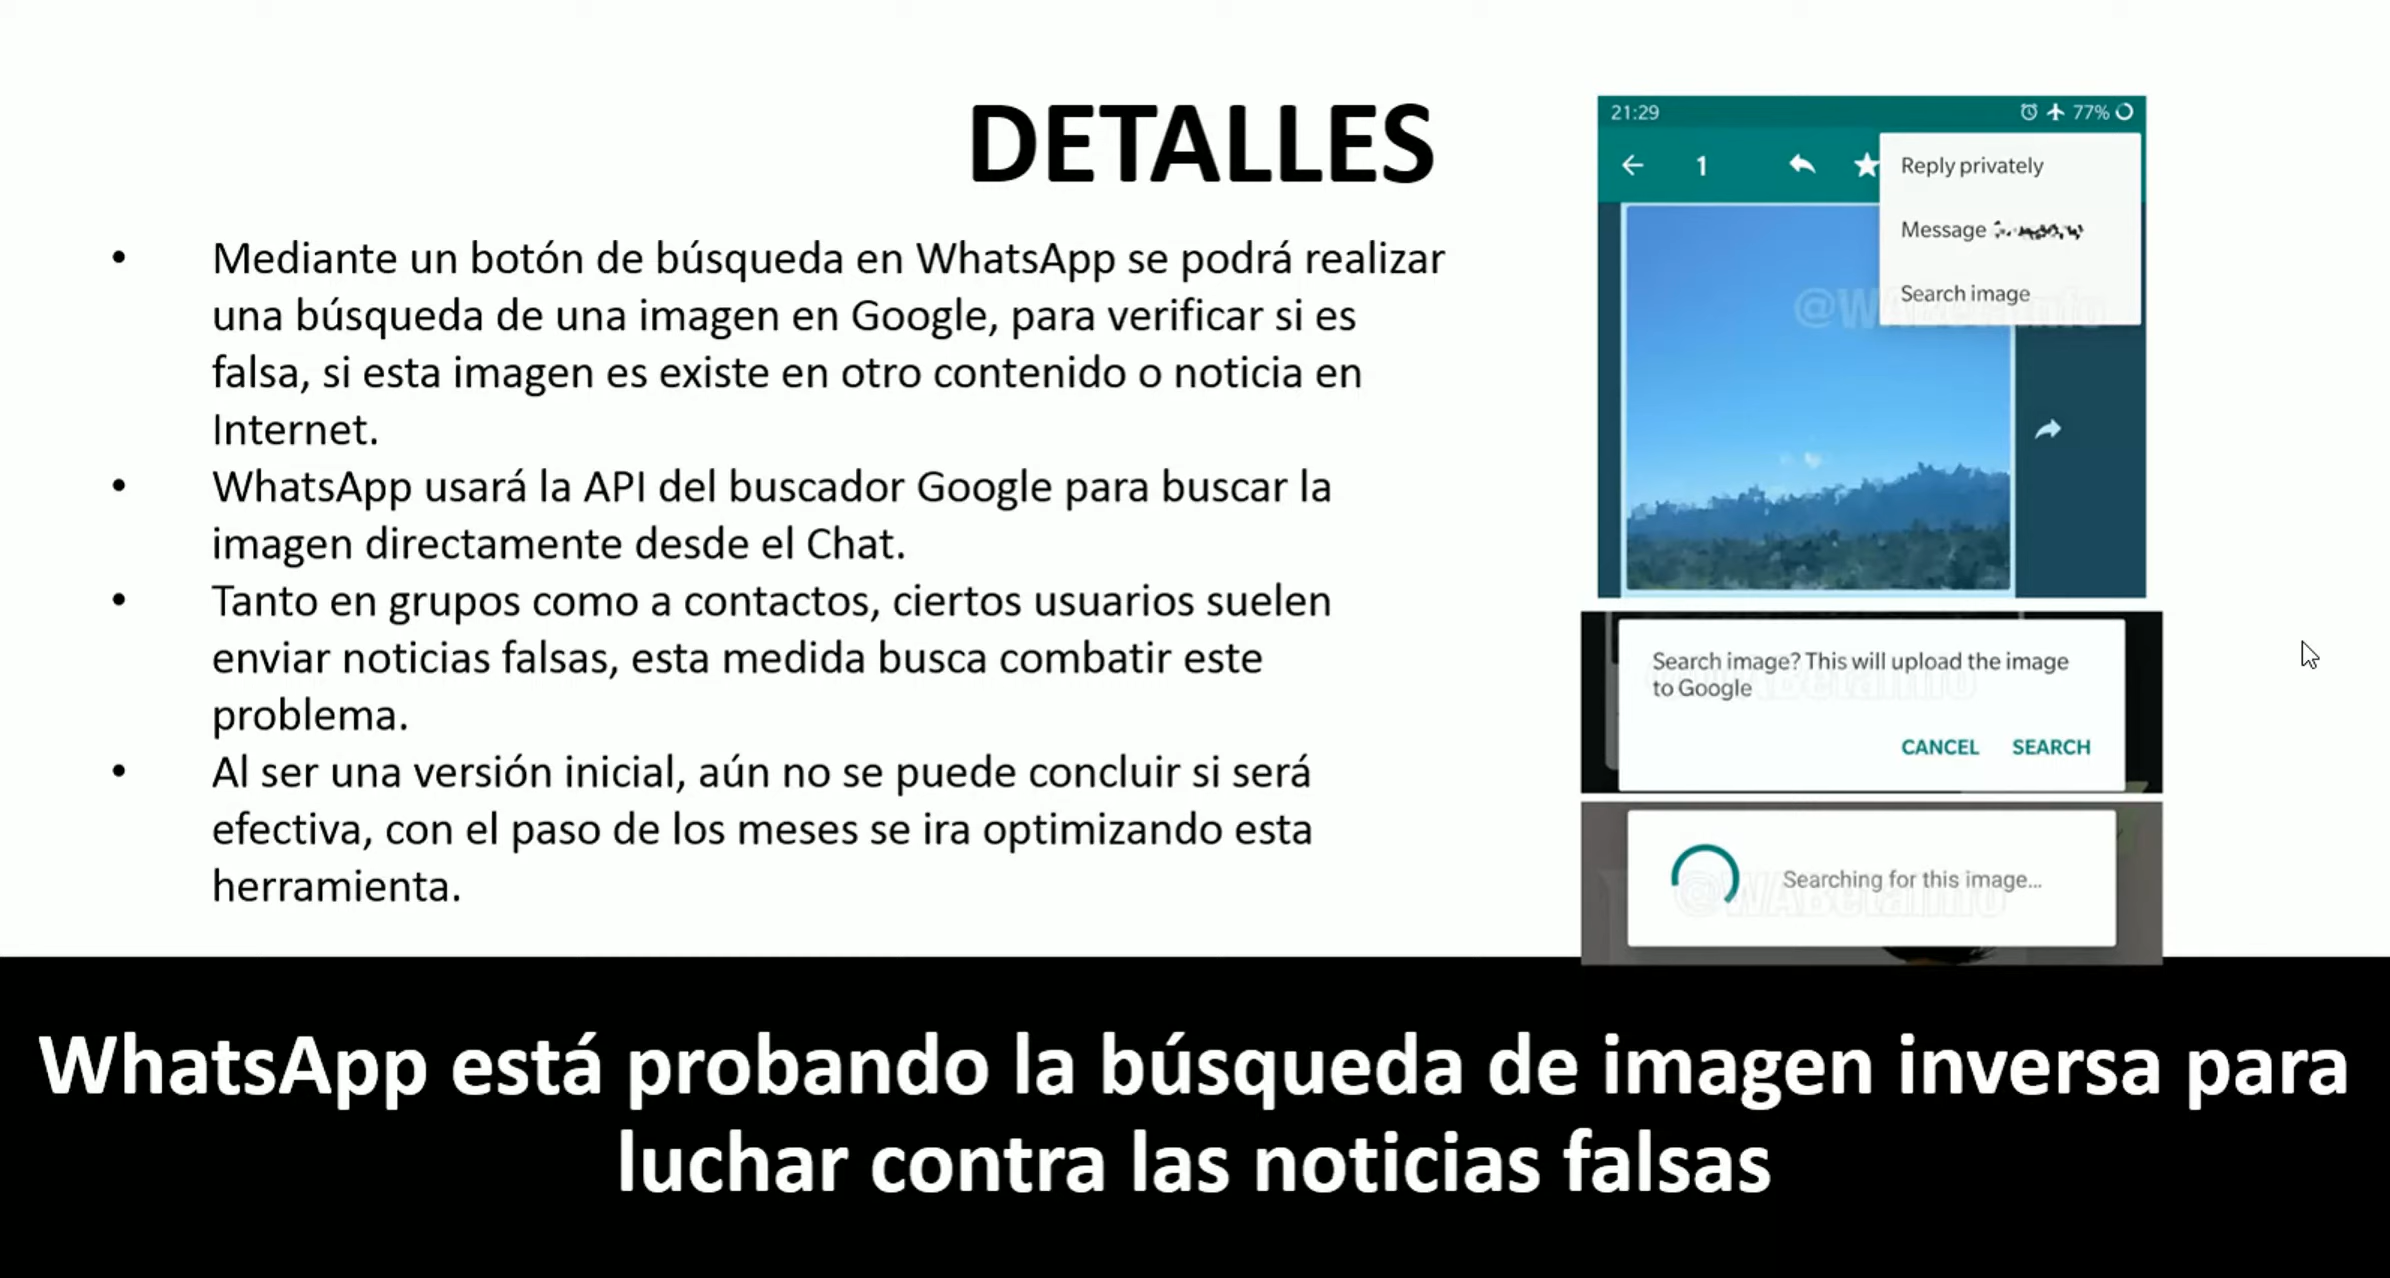 DETALLES
• Mediante un botón de búsqueda en WhatsApp se podrá realizar
una búsqueda de una imagen en Google, para verificar si es
falsa, si esta imagen es existe en otro contenido o noticia en
Internet.
• WhatsApp usará la API del buscador Google para buscar la
imagen directamente desde el Chat.
• Tanto en grupos como a contactos, ciertos usuarios suelen
enviar noticias falsas, esta medida busca combatir este
problema.
• Al ser una versión inicial, aún no se puede concluir si será
efectiva, con el paso de los meses se ira optimizando esta
herramienta.
21:29
77%
1
Reply privately
Message
Search image
Search image? This will upload the image
to Google
CANCEL SEARCH
Searching for this image...
@WABetaInfo
WhatsApp está probando la búsqueda de imagen inversa para
luchar contra las noticias falsas